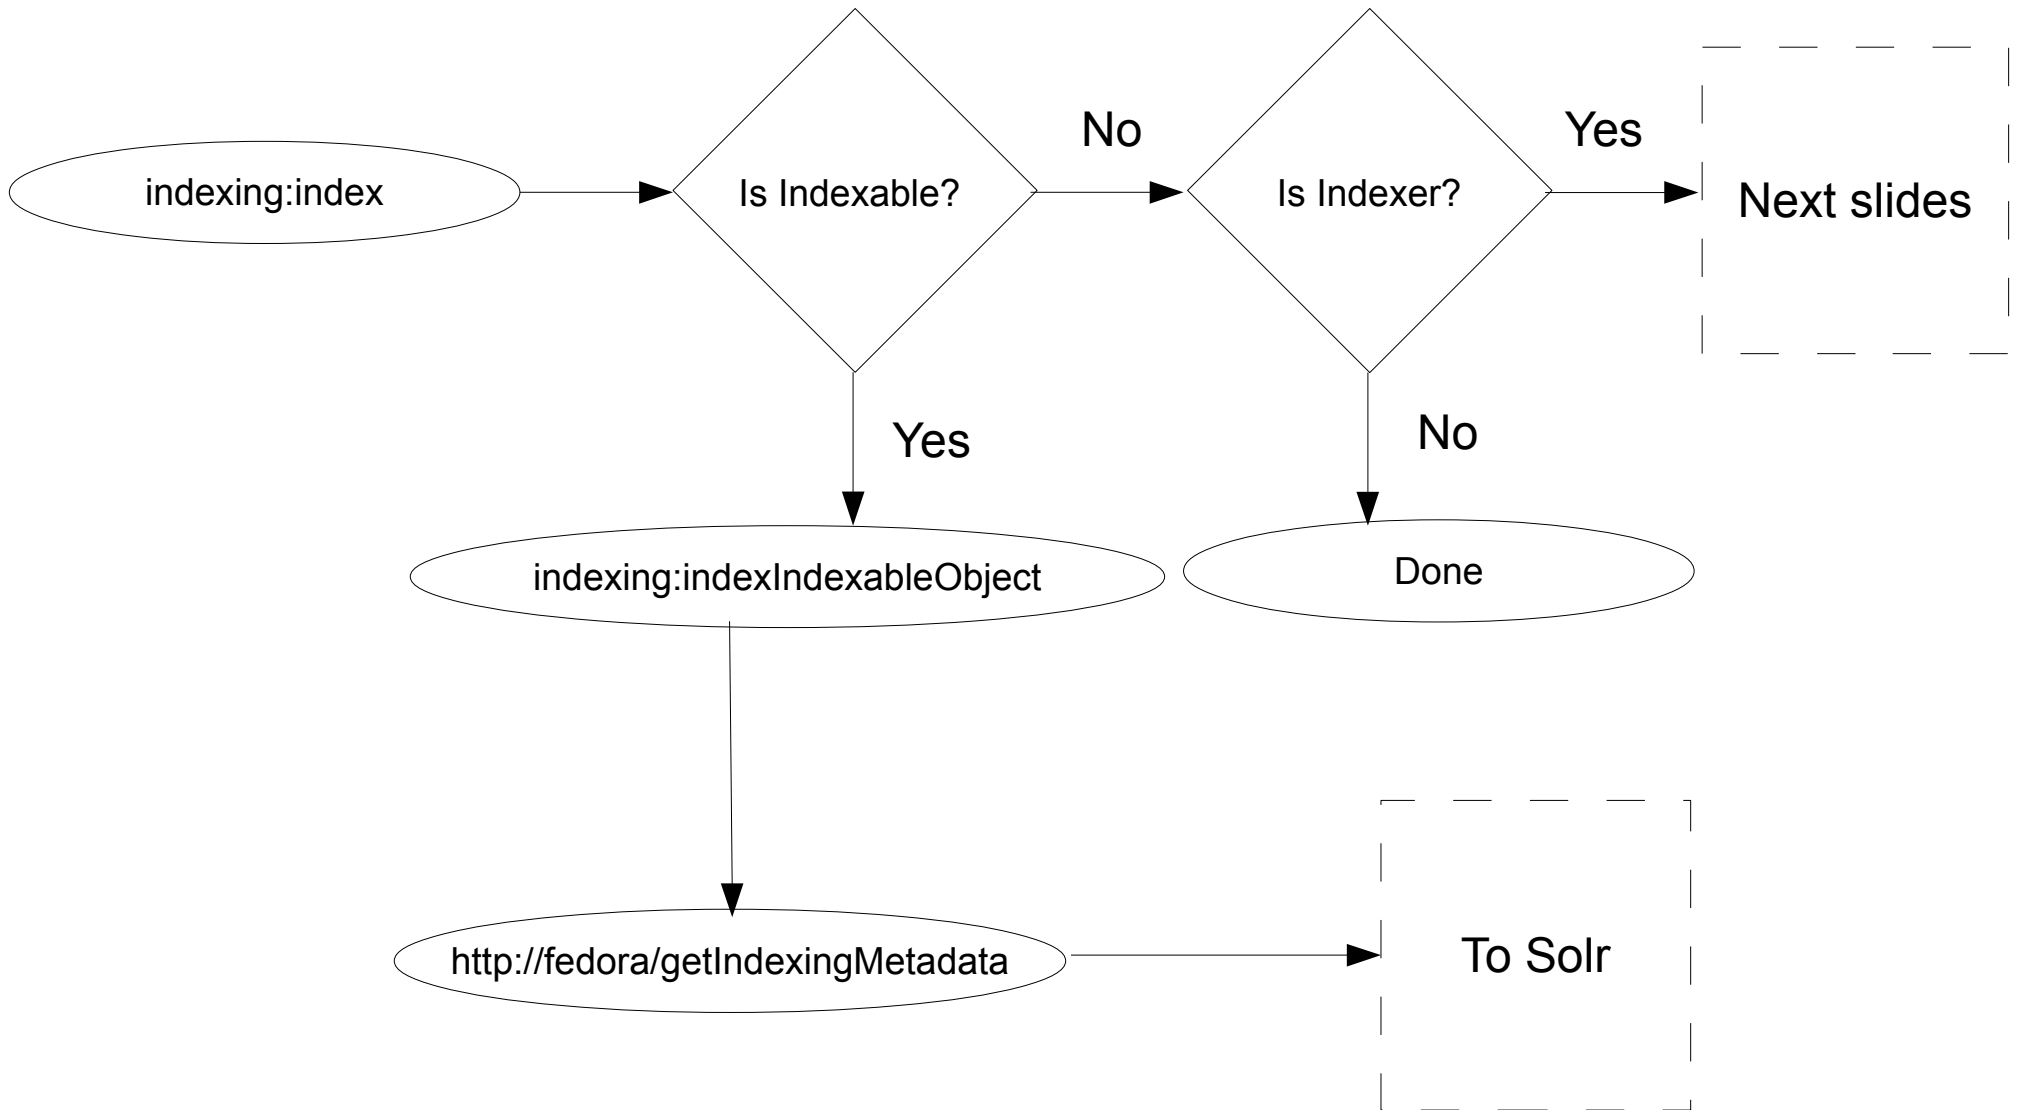 indexing:index
Is Indexable?
No
Is Indexer?
Yes
Next slides
Yes
No
indexing:indexIndexableObject
Done
http://fedora/getIndexingMetadata
To Solr